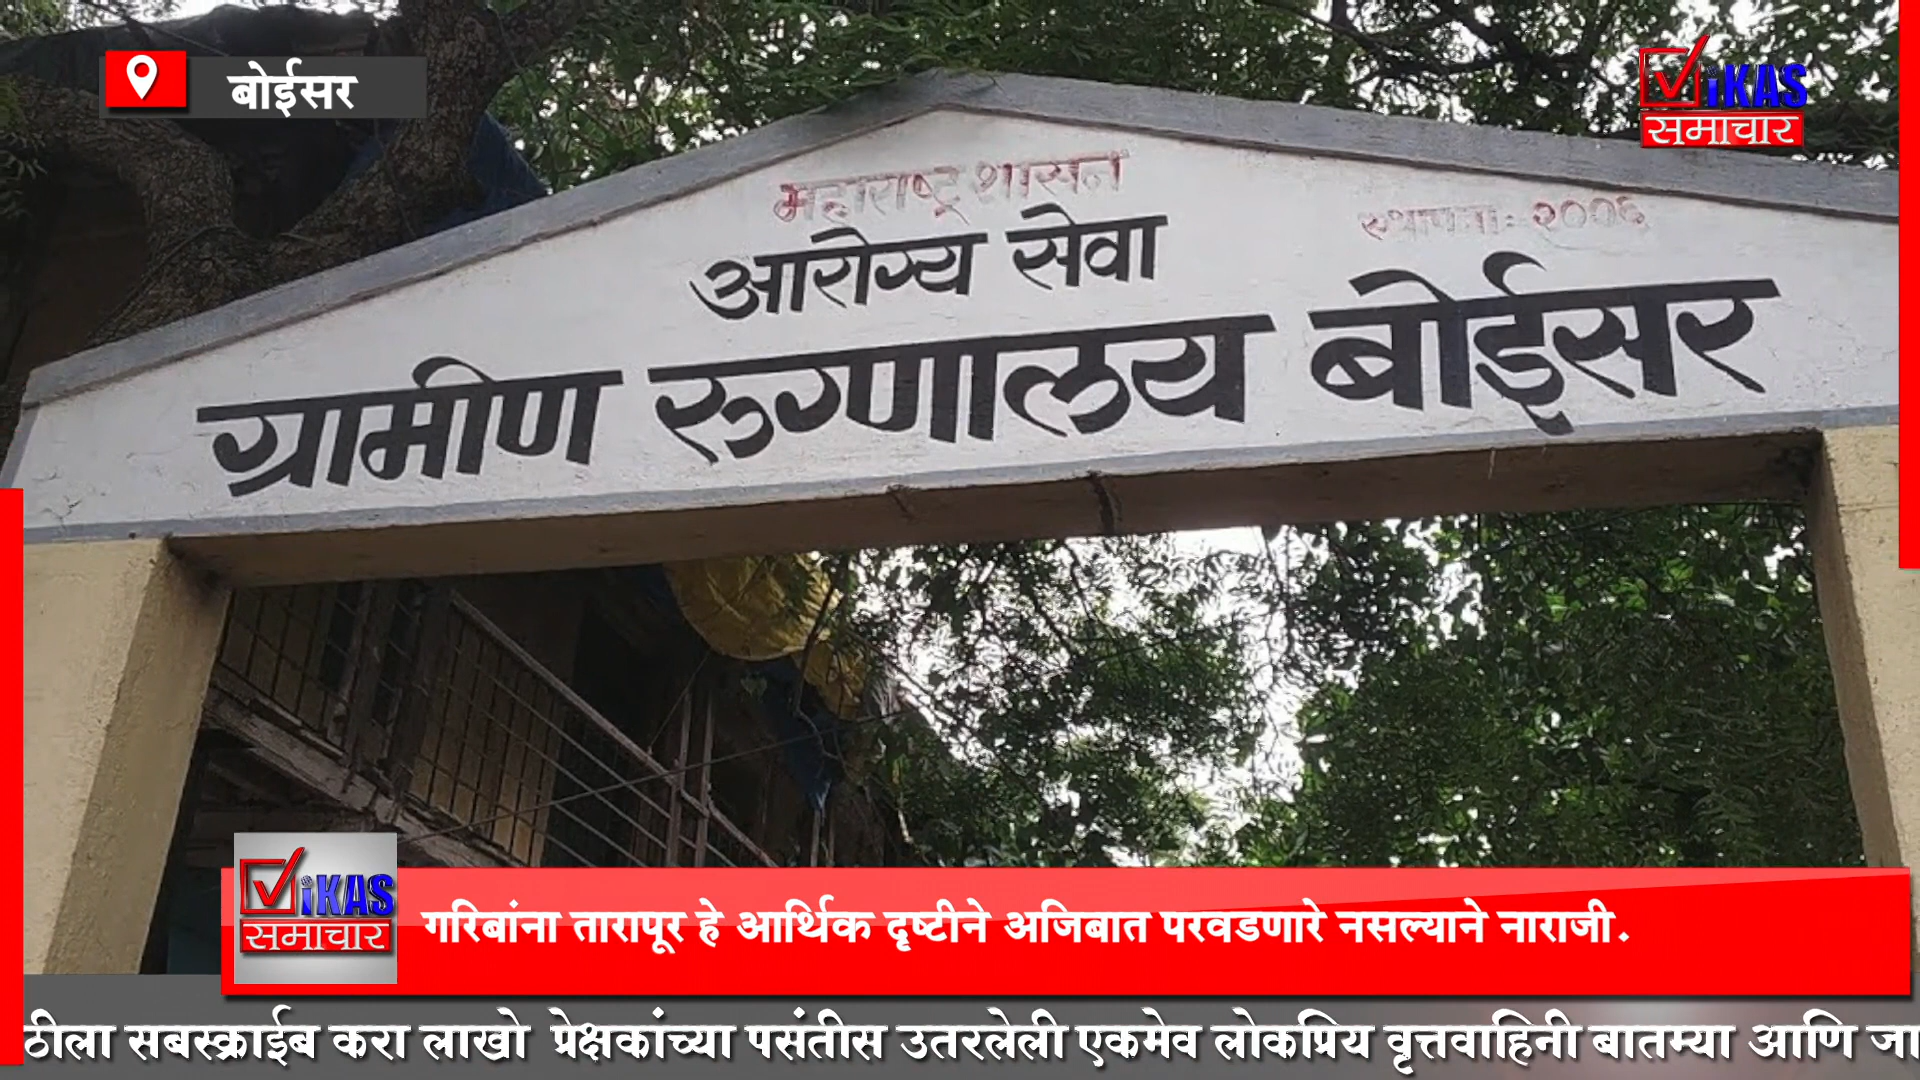 बोईसर
ViKAS
समाचार
महाराष्ट्र शासन
स्थापना: २००६
आरोग्य सेवा
ग्रामीण रुग्णालय बोईसर
ViKAS
समाचार
गरिबांना तारापूर हे आर्थिक दृष्टीने अजिबात परवडणारे नसल्याने नाराजी.
ठीला सबस्क्राईब करा लाखो प्रेक्षकांच्या पसंतीस उतरलेली एकमेव लोकप्रिय वृत्तवाहिनी बातम्या आणि जा